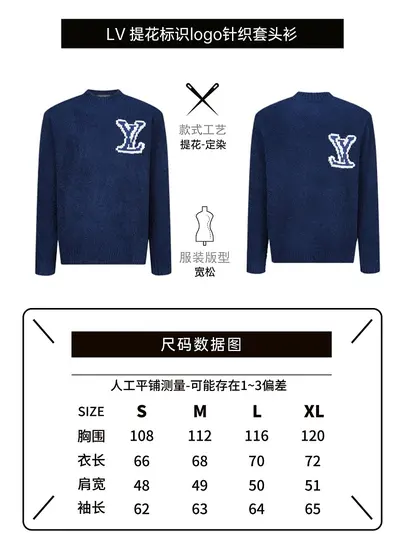 LV 提花标识logo针织套头衫
款式工艺
提花-定染
服装版型
宽松
尺码数据图
人工平铺测量-可能存在1~3偏差
SIZE S M L XL
胸围 108 112 116 120
衣长 66 68 70 72
肩宽 48 49 50 51
袖长 62 63 64 65